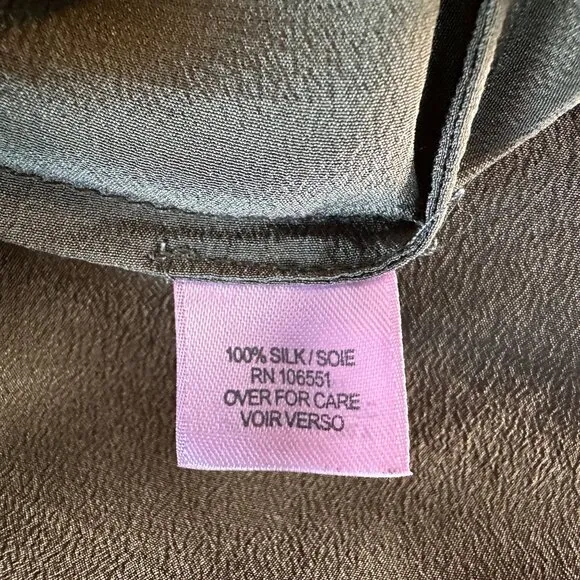 100% SILK / SOIE
RN 106551
OVER FOR CARE
VOIR VERSO